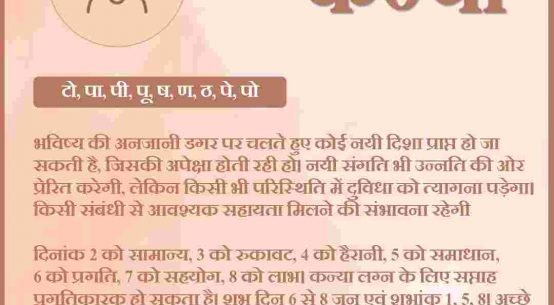 कन्या
टो, पा, पी, पू, ष, ण, ठ, पे, पो
भविष्य की अनजानी डगर पर चलते हुए कोई नयी दिशा प्राप्त हो जा
सकती है, जिसकी अपेक्षा होती रही हो। नयी संगति भी उन्नति की ओर
प्रेरित करेगी, लेकिन किसी भी परिस्थिति में दुविधा को त्यागना पड़ेगा।
किसी संबंधी से आवश्यक सहायता मिलने की संभावना रहेगी
दिनांक 2 को सामान्य, 3 को रुकावट, 4 को हैरानी, 5 को समाधान,
6 को प्रगति, 7 को सहयोग, 8 को लाभ। कन्या लग्न के लिए सप्ताह
प्रगतिकारक हो सकता है। शुभ दिन 6 से 8 जून एवं शुभांक 1, 5, 8। अच्छे